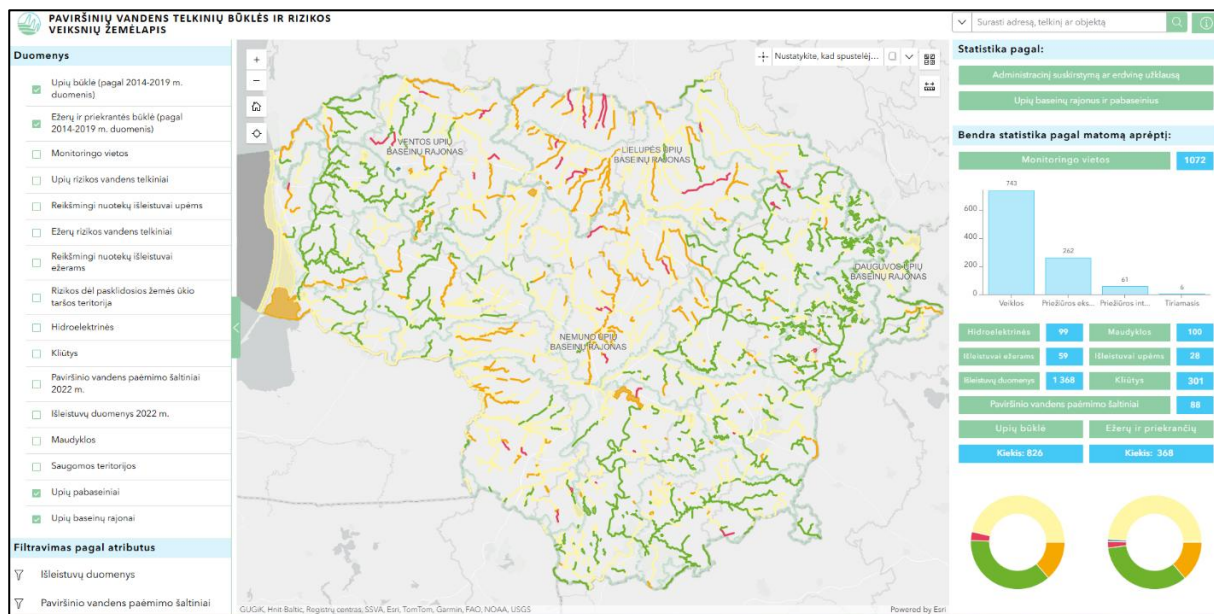 PAVIRŠINIŲ VANDENS TELKINIŲ BŪKLĖS IR RIZIKOS
VEIKSNIŲ ŽEMĖLAPIS
Surasti adresą, telkinį ar objektą
Duomenys
Upių būklė (pagal 2014-2019 m.
duomenis)
Ežerų ir priekrantės būklė (pagal
2014-2019 m. duomenis)
Monitoringo vietos
Upių rizikos vandens telkiniai
Reikšmingi nuotekų išleistuvai upėms
Ežerų rizikos vandens telkiniai
Reikšmingi nuotekų išleistuvai
ežerams
Rizikos dėl pasklidosios žemės ūkio
taršos teritorija
Hidroelektrinės
Kliūtys
Paviršinio vandens paėmimo šaltiniai
2022 m.
Išleistuvų duomenys 2022 m.
Maudyklos
Saugomos teritorijos
Upių pabaseiniai
Upių baseinų rajonai
Filtravimas pagal atributus
Išleistuvų duomenys
Paviršinio vandens paėmimo šaltiniai
+
−
Nustatykite, kad spustelėj...
VENTOS UPIŲ
BASEINŲ RAJONAS
LIELUPĖS UPIŲ
BASEINŲ RAJONAS
DAUGUVOS UPIŲ
BASEINŲ RAJONAS
NEMUNO UPIŲ
BASEINŲ RAJONAS
GUGiK, Hnit-Baltic, Registrų centras, SSVA, Esri, TomTom, Garmin, FAO, NOAA, USGS
Powered by Esri
Statistika pagal:
Administracinį suskirstymą ar erdvinę užklausą
Upių baseinų rajonus ir pabaseinius
Bendra statistika pagal matomą aprėptį:
Monitoringo vietos 1072
743
600
400
262
200
61
6
0
Veiklos Priežiūros eks... Priežiūros int... Tiriamasis
Hidroelektrinės 99 Maudyklos 100
Išleistuvai ežerams 59 Išleistuvai upėms 28
Išleistuvų duomenys 1 368 Kliūtys 301
Paviršinio vandens paėmimo šaltiniai 88
Upių būklė Ežerų ir priekrančių
Kiekis: 826 Kiekis: 368